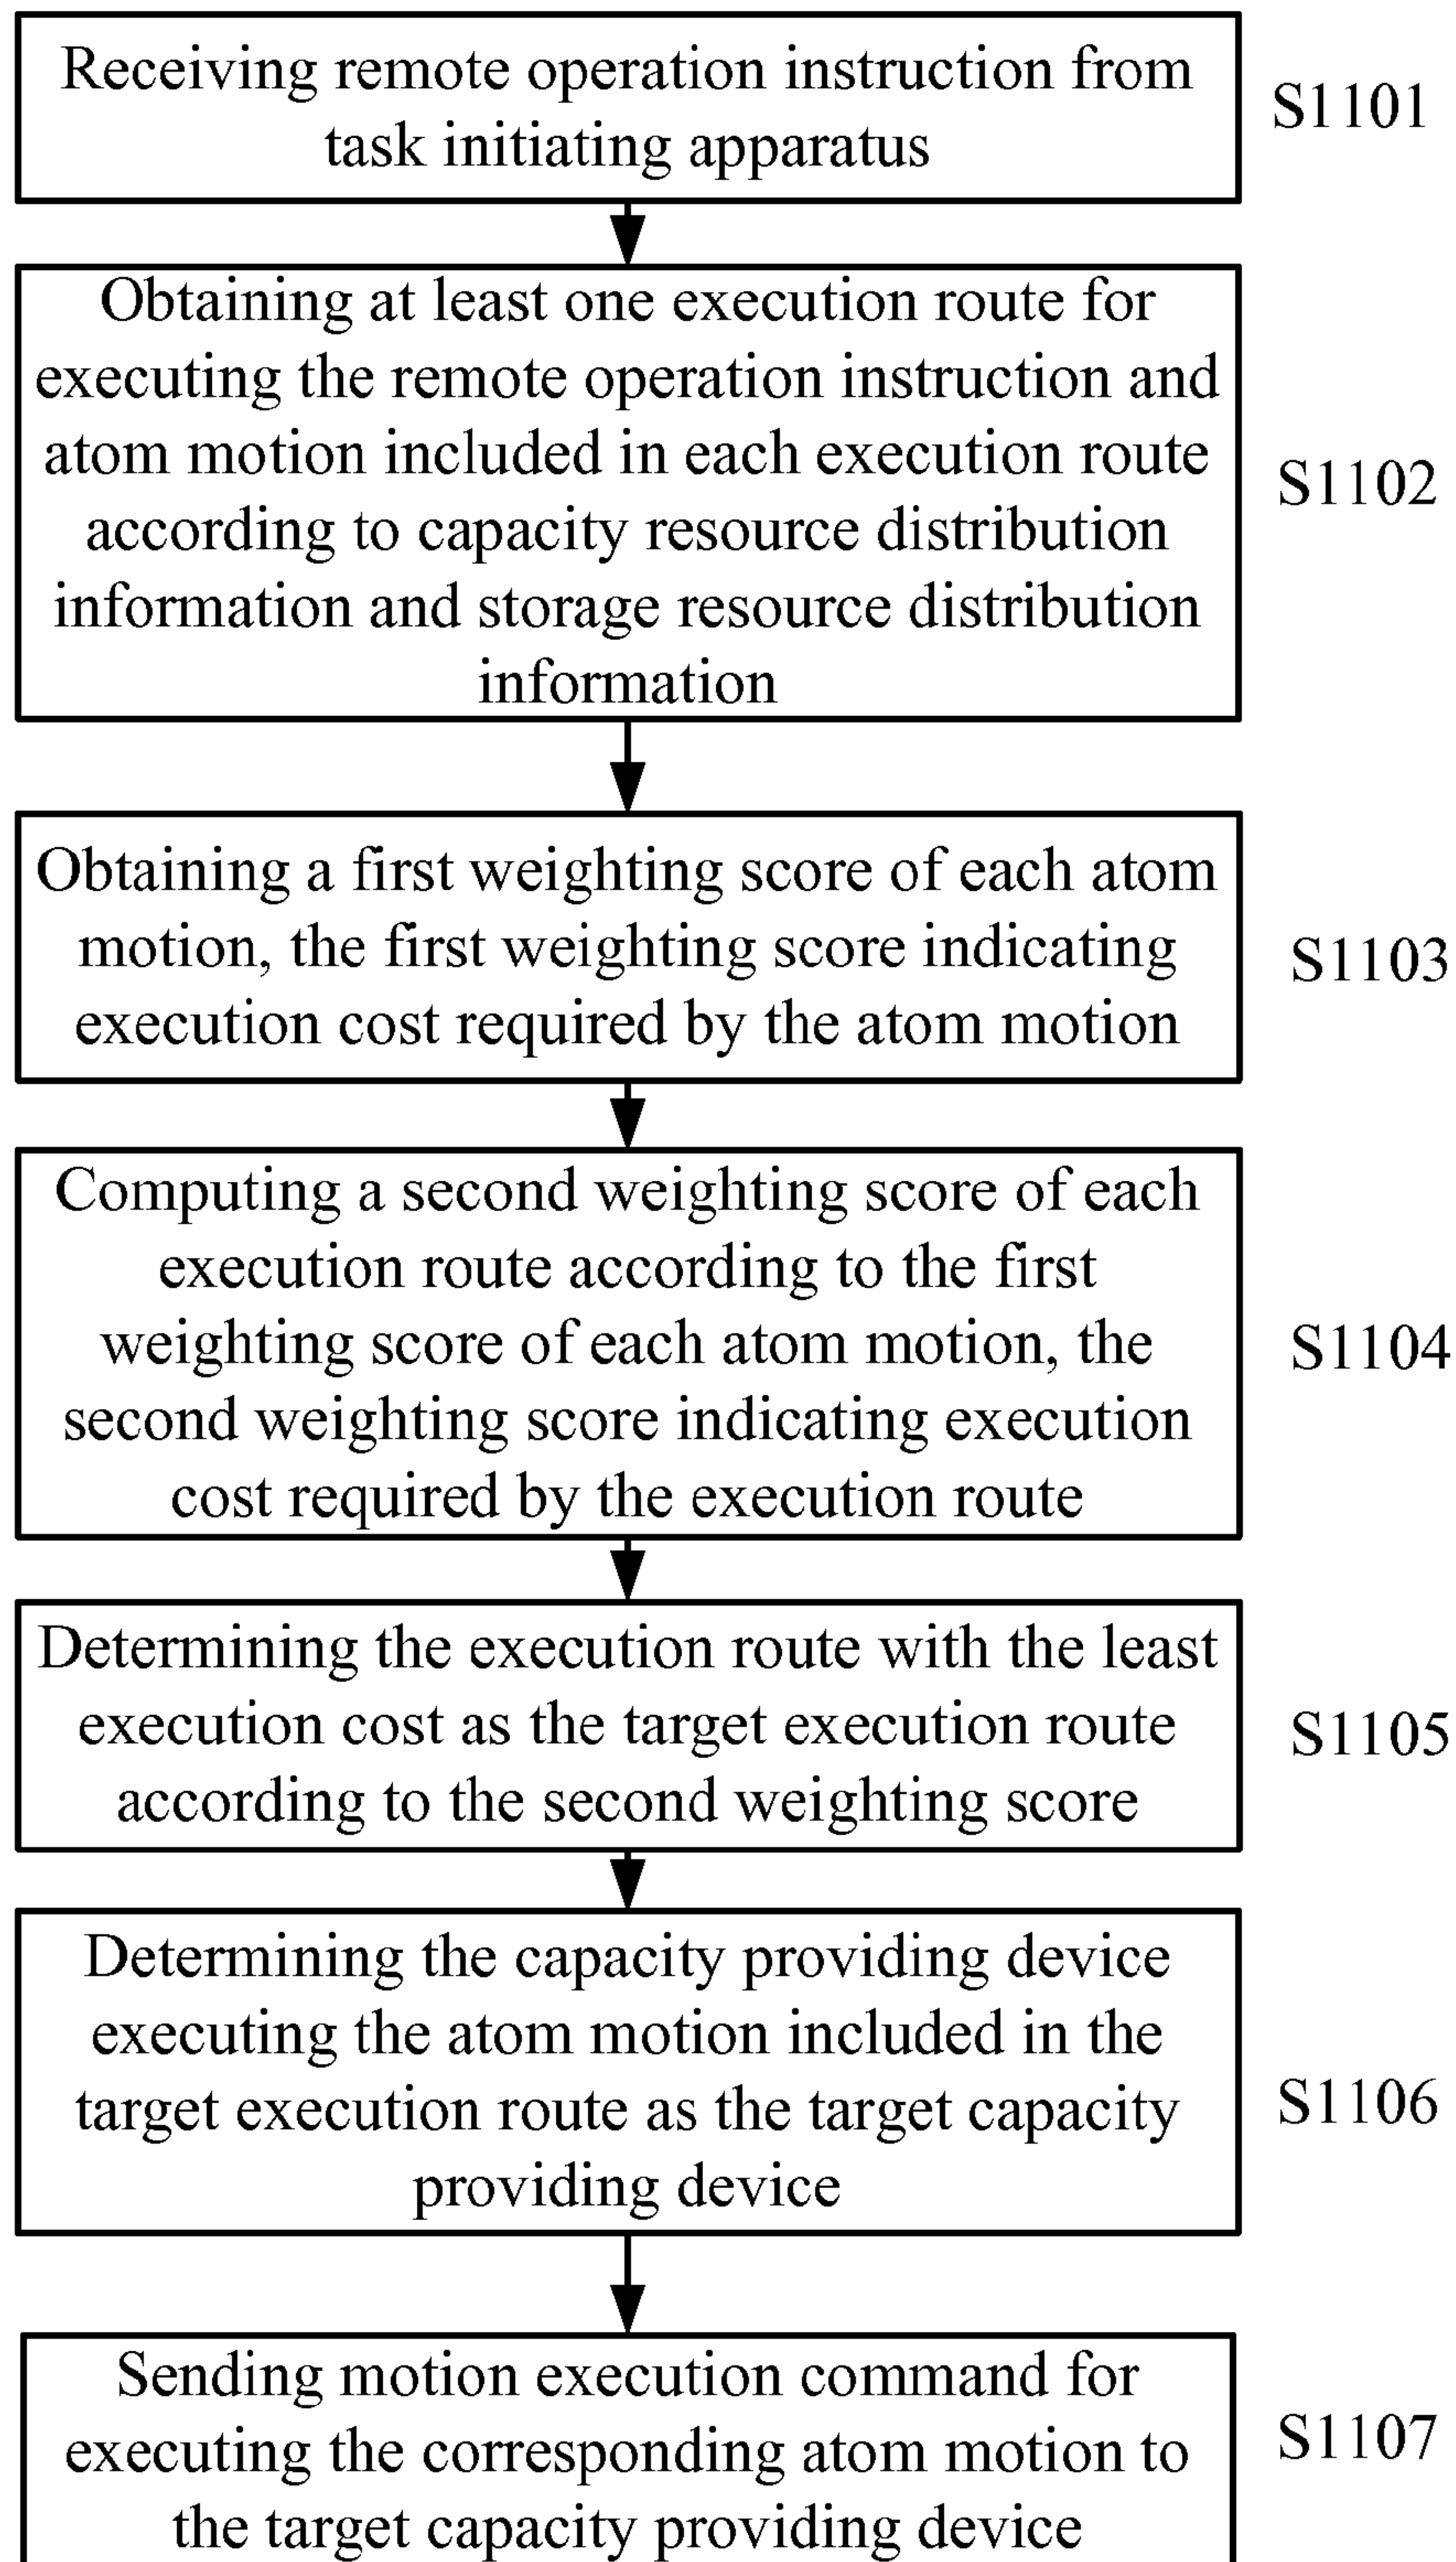 Receiving remote operation instruction from
task initiating apparatus
S1101
Obtaining at least one execution route for
executing the remote operation instruction and
atom motion included in each execution route
according to capacity resource distribution
information and storage resource distribution
information
S1102
Obtaining a first weighting score of each atom
motion, the first weighting score indicating
execution cost required by the atom motion
S1103
Computing a second weighting score of each
execution route according to the first
weighting score of each atom motion, the
second weighting score indicating execution
cost required by the execution route
S1104
Determining the execution route with the least
execution cost as the target execution route
according to the second weighting score
S1105
Determining the capacity providing device
executing the atom motion included in the
target execution route as the target capacity
providing device
S1106
Sending motion execution command for
executing the corresponding atom motion to
the target capacity providing device
S1107